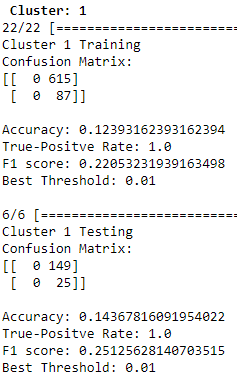 Cluster: 1
22/22 [==========================
Cluster 1 Training
Confusion Matrix:
[[  0 615]
 [  0  87]]
Accuracy: 0.12393162393162394
True-Positve Rate: 1.0
F1 score: 0.22053231939163498
Best Threshold: 0.01
6/6 [============================
Cluster 1 Testing
Confusion Matrix:
[[  0 149]
 [  0  25]]
Accuracy: 0.14367816091954022
True-Positve Rate: 1.0
F1 score: 0.25125628140703515
Best Threshold: 0.01